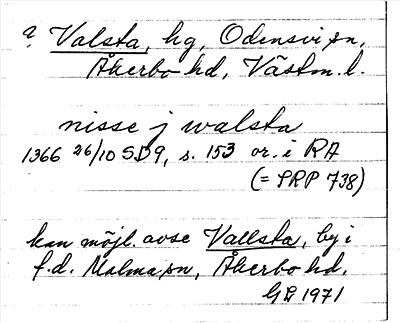 ? Valsta, hg, Odensvi sn,
Åkerbo hd, Västm. l.
nisse j walsta
1366 26/10 SD9, s. 153 or. i RA
(= SRP 738)
kan möjl. avse Vallsta, by i
f.d. Malma sn, Åkerbo hd.
GL 1971